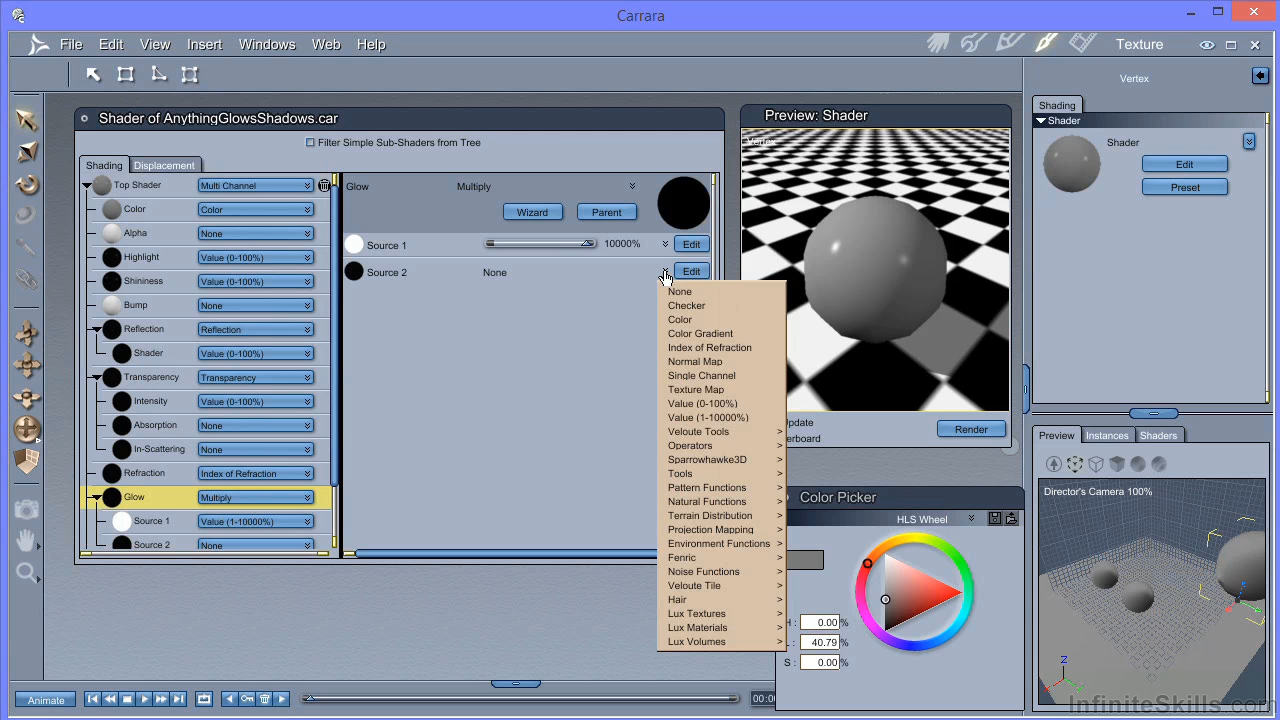 Carrara
File Edit View Insert Windows Web Help
Texture
Shader of AnythingGlowsShadows.car
Filter Simple Sub-Shaders from Tree
Shading Displacement
Top Shader Multi Channel
Color Color
Alpha None
Highlight Value (0-100%)
Shininess Value (0-100%)
Bump None
Reflection Reflection
Shader Value (0-100%)
Transparency Transparency
Intensity Value (0-100%)
Absorption None
In-Scattering None
Refraction Index of Refraction
Glow Multiply
Source 1 Value (1-10000%)
Source 2 None
Glow Multiply
Wizard Parent
Source 1 10000% Edit
Source 2 None Edit
None
Checker
Color
Color Gradient
Index of Refraction
Normal Map
Single Channel
Texture Map
Value (0-100%)
Value (1-10000%)
Veloute Tools >
Operators >
Sparrowhawke3D >
Tools >
Pattern Functions >
Natural Functions >
Terrain Distribution >
Projection Mapping >
Environment Functions >
Fenric >
Noise Functions >
Veloute Tile >
Hair >
Lux Textures >
Lux Materials >
Lux Volumes >
Preview: Shader
Vertex
Update
Render
Color Picker
HLS Wheel
H : 0.00 %
L : 40.79 %
S : 0.00 %
Vertex
Shading
Shader
Shader
Edit
Preset
Preview Instances Shaders
Director's Camera 100%
Z
Animate
00:0
InfiniteSkills.com